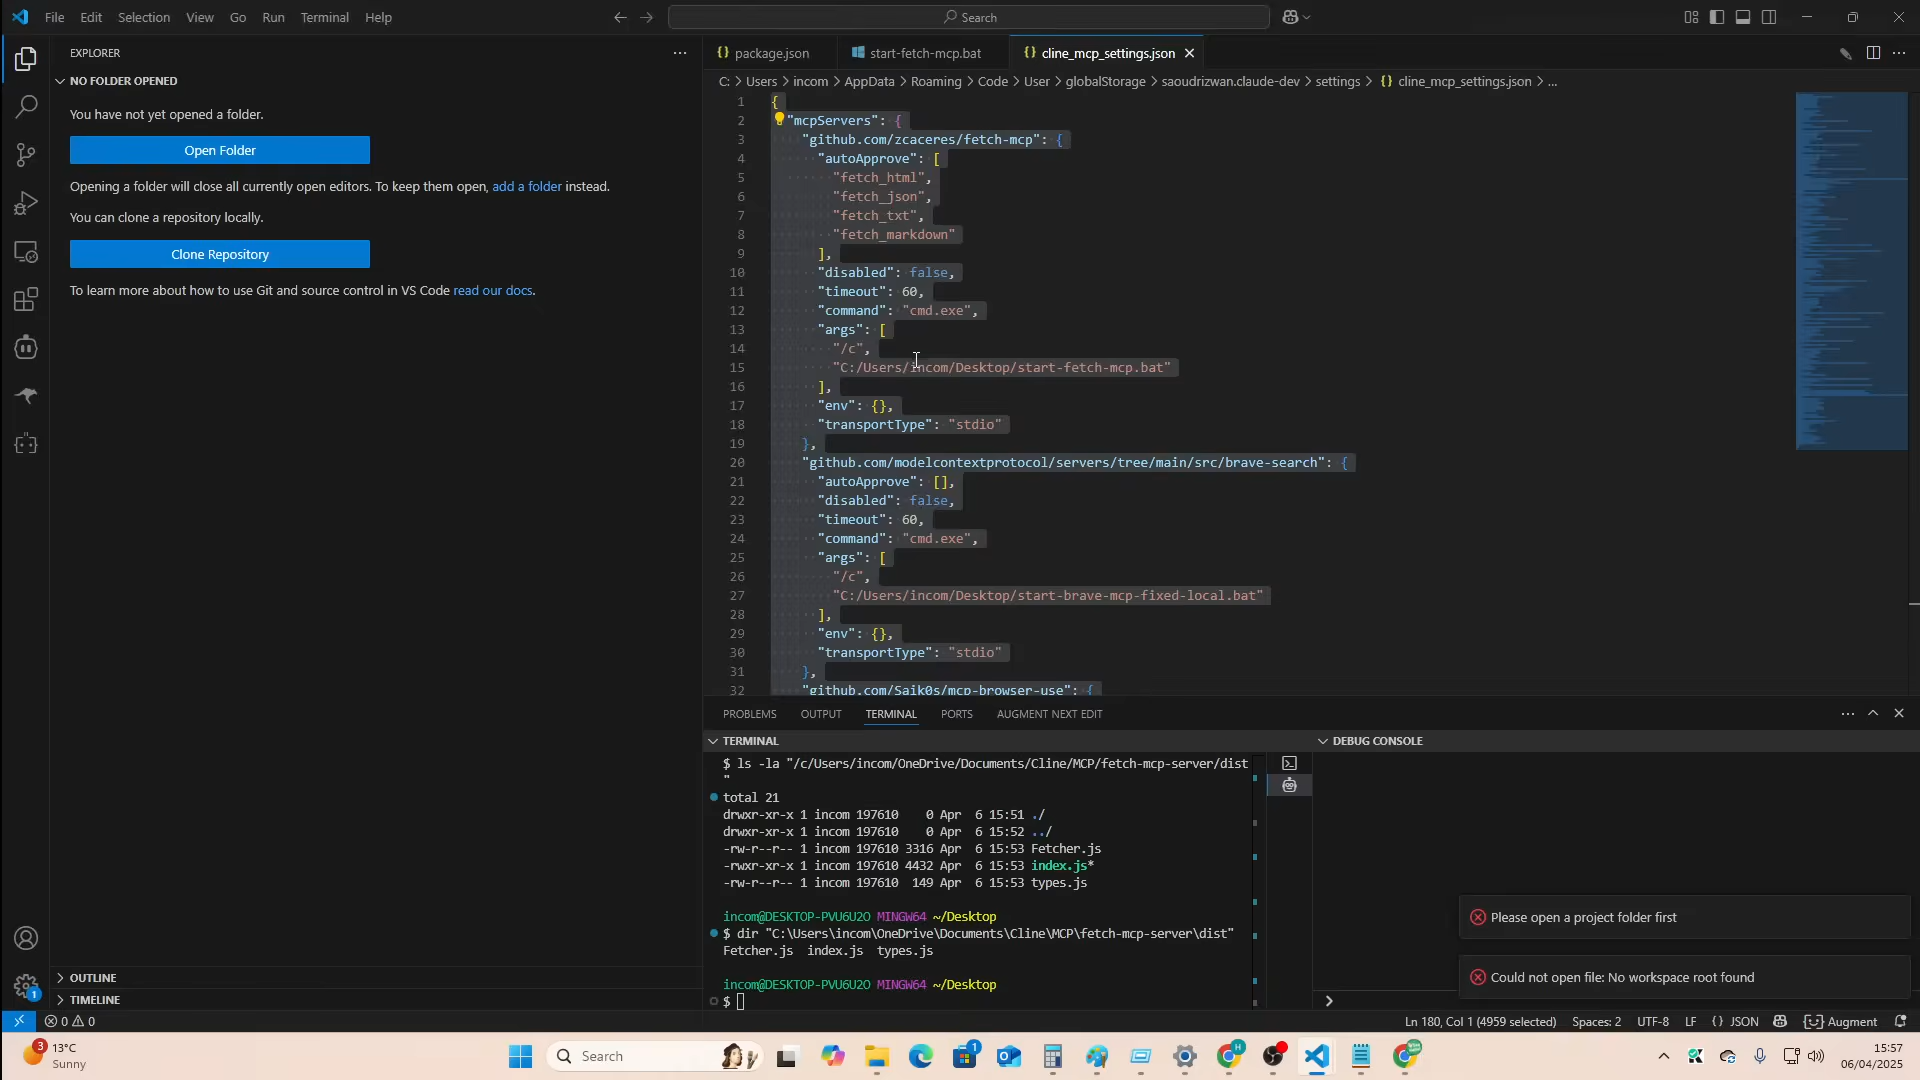 File Edit Selection View Go Run Terminal Help
Search
EXPLORER
NO FOLDER OPENED
You have not yet opened a folder.
Open Folder
Opening a folder will close all currently open editors. To keep them open, add a folder instead.
You can clone a repository locally.
Clone Repository
To learn more about how to use Git and source control in VS Code read our docs.
OUTLINE
TIMELINE
package.json start-fetch-mcp.bat cline_mcp_settings.json
C: > Users > incom > AppData > Roaming > Code > User > globalStorage > saoudrizwan.claude-dev > settings > {} cline_mcp_settings.json > ...
1 {
2 "mcpServers": {
3 "github.com/zcaceres/fetch-mcp": {
4 "autoApprove": [
5 "fetch_html",
6 "fetch_json",
7 "fetch_txt",
8 "fetch_markdown"
9 ],
10 "disabled": false,
11 "timeout": 60,
12 "command": "cmd.exe",
13 "args": [
14 "/c",
15 "C:/Users/incom/Desktop/start-fetch-mcp.bat"
16 ],
17 "env": {},
18 "transportType": "stdio"
19 },
20 "github.com/modelcontextprotocol/servers/tree/main/src/brave-search": {
21 "autoApprove": [],
22 "disabled": false,
23 "timeout": 60,
24 "command": "cmd.exe",
25 "args": [
26 "/c",
27 "C:/Users/incom/Desktop/start-brave-mcp-fixed-local.bat"
28 ],
29 "env": {},
30 "transportType": "stdio"
31 },
32 "github.com/Saik0s/mcp-browser-use": {
PROBLEMS OUTPUT TERMINAL PORTS AUGMENT NEXT EDIT
TERMINAL
$ ls -la "/c/Users/incom/OneDrive/Documents/Cline/MCP/fetch-mcp-server/dist
"
total 21
drwxr-xr-x 1 incom 197610 0 Apr 6 15:51 ./
drwxr-xr-x 1 incom 197610 0 Apr 6 15:52 ../
-rw-r--r-- 1 incom 197610 3316 Apr 6 15:53 Fetcher.js
-rwxr-xr-x 1 incom 197610 4432 Apr 6 15:53 index.js*
-rw-r--r-- 1 incom 197610 149 Apr 6 15:53 types.js
incom@DESKTOP-PVU6U2O MINGW64 ~/Desktop
$ dir "C:\Users\incom\OneDrive\Documents\Cline\MCP\fetch-mcp-server\dist"
Fetcher.js index.js types.js
incom@DESKTOP-PVU6U2O MINGW64 ~/Desktop
$
DEBUG CONSOLE
Please open a project folder first
Could not open file: No workspace root found
1
0 0
Ln 180, Col 1 (4959 selected) Spaces: 2 UTF-8 LF {} JSON Augment
3
13°C
Sunny
Search
1
H
15:57
06/04/2025